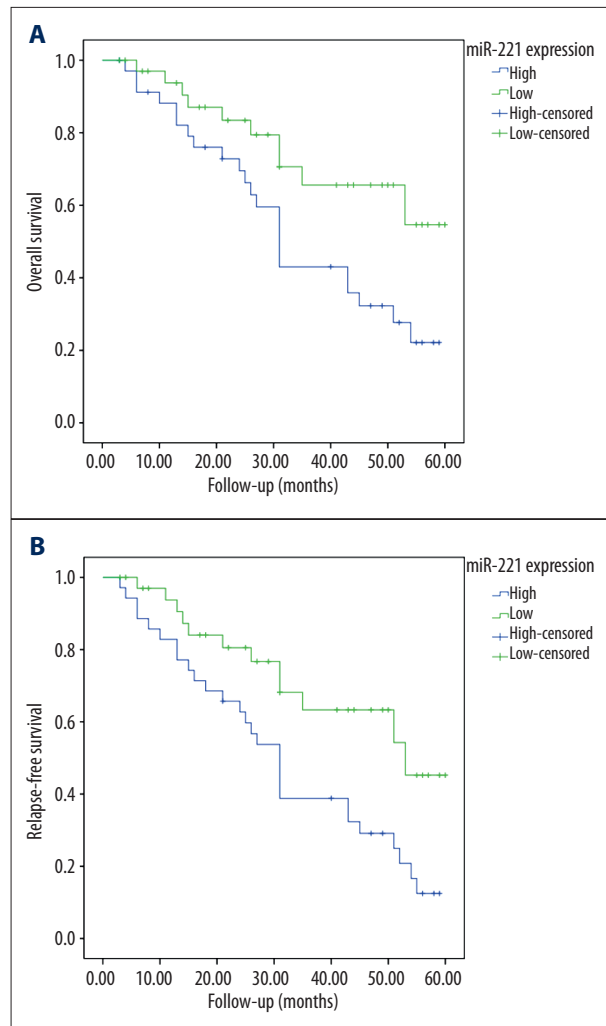 A
miR-221 expression
High
Low
High-censored
Low-censored
Overall survival
1.0
0.8
0.6
0.4
0.2
0.0
0.00 10.00 20.00 30.00 40.00 50.00 60.00
Follow-up (months)
B
miR-221 expression
High
Low
High-censored
Low-censored
Relapse-free survival
1.0
0.8
0.6
0.4
0.2
0.0
0.00 10.00 20.00 30.00 40.00 50.00 60.00
Follow-up (months)